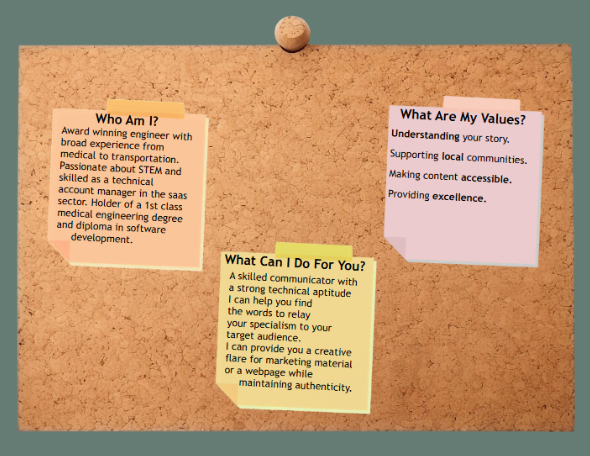 Who Am I?
Award winning engineer with
broad experience from
medical to transportation.
Passionate about STEM and
skilled as a technical
account manager in the saas
sector. Holder of a 1st class
medical engineering degree
and diploma in software
development.
What Can I Do For You?
A skilled communicator with
a strong technical aptitude
I can help you find
the words to relay
your specialism to your
target audience.
I can provide you a creative
flare for marketing material
or a webpage while
maintaining authenticity.
What Are My Values?
Understanding your story.
Supporting local communities.
Making content accessible.
Providing excellence.